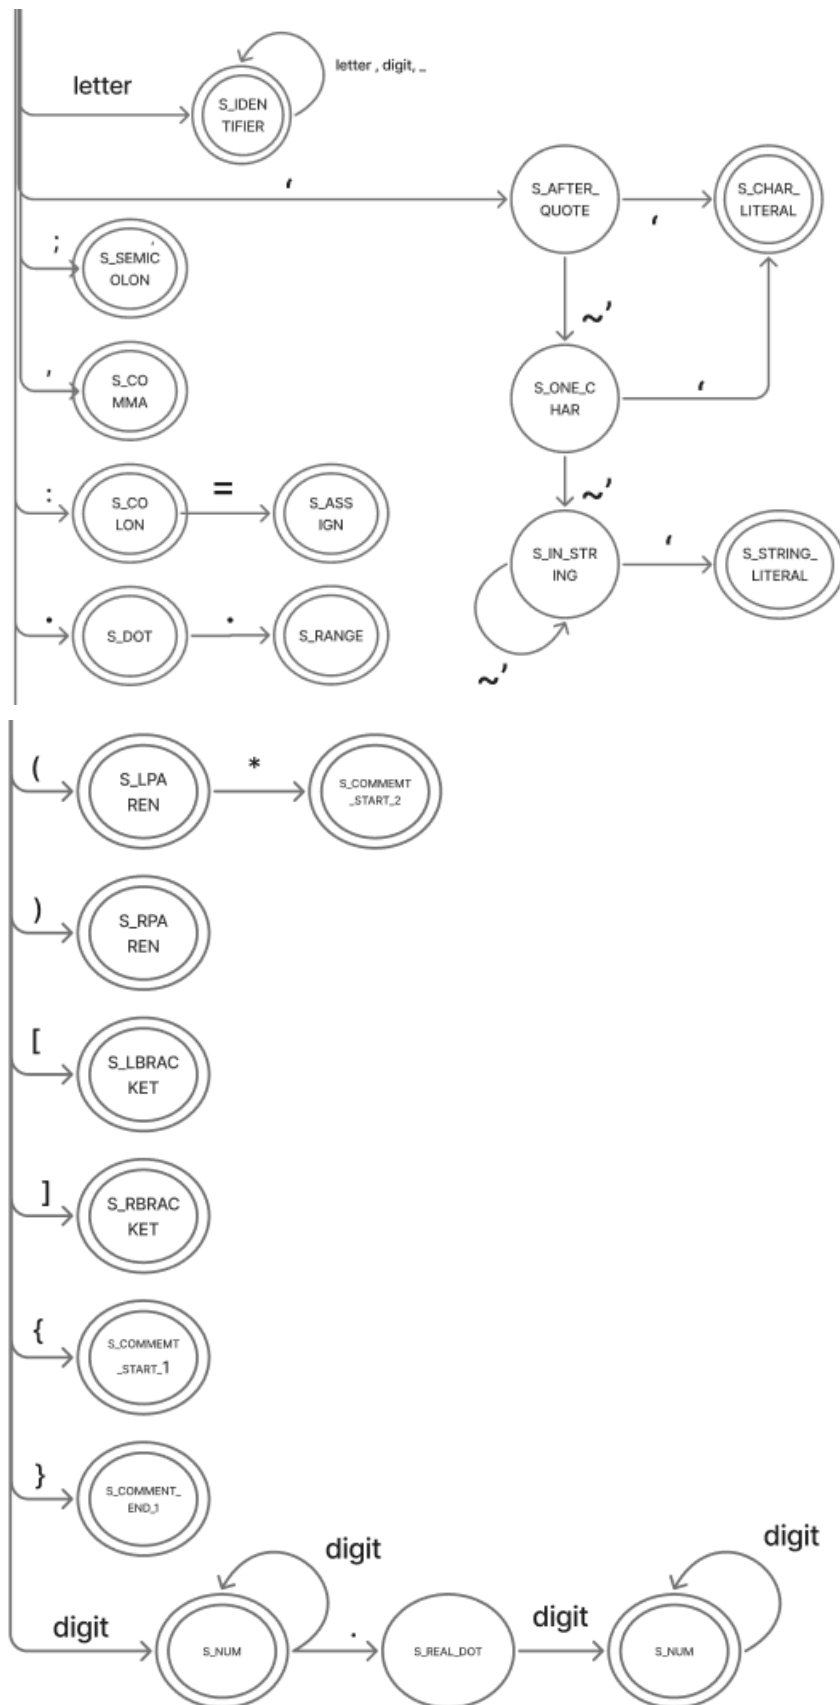 letter
S_IDEN
TIFIER
letter , digit, _
‘
S_AFTER_
QUOTE
‘
S_CHAR_
LITERAL
;
S_SEMIC
OLON
~’
,
S_CO
MMA
S_ONE_C
HAR
‘
~’
:
S_CO
LON
=
S_ASS
IGN
S_IN_STR
ING
‘
S_STRING_
LITERAL
~’
.
S_DOT
.
S_RANGE
(
S_LPA
REN
*
S_COMMEMT
_START_2
)
S_RPA
REN
[
S_LBRAC
KET
]
S_RBRAC
KET
{
S_COMMEMT
_START_1
}
S_COMMENT_
END_1
digit
S_NUM
digit
.
S_REAL_DOT
digit
S_NUM
digit